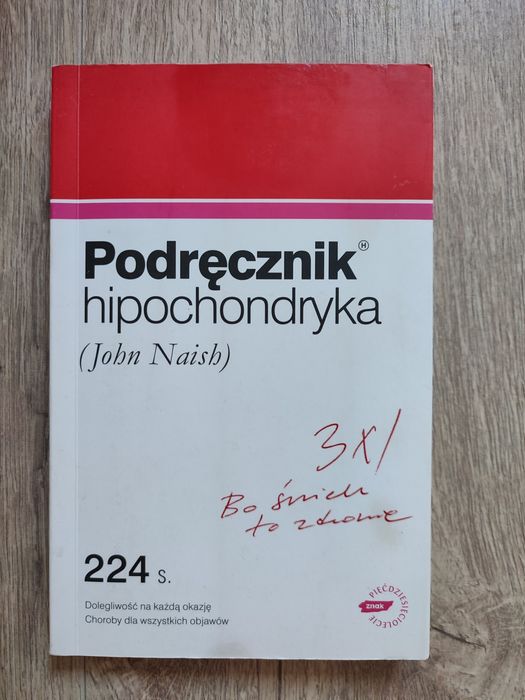 Podręcznik Ⓗ
hipochondryka
(John Naish)
3x1
Bo śmiech
to zdrowie
224 s.
Dolegliwość na każdą okazję
Choroby dla wszystkich objawów
PIĘĆDZIESIĘCIOLECIE
znak